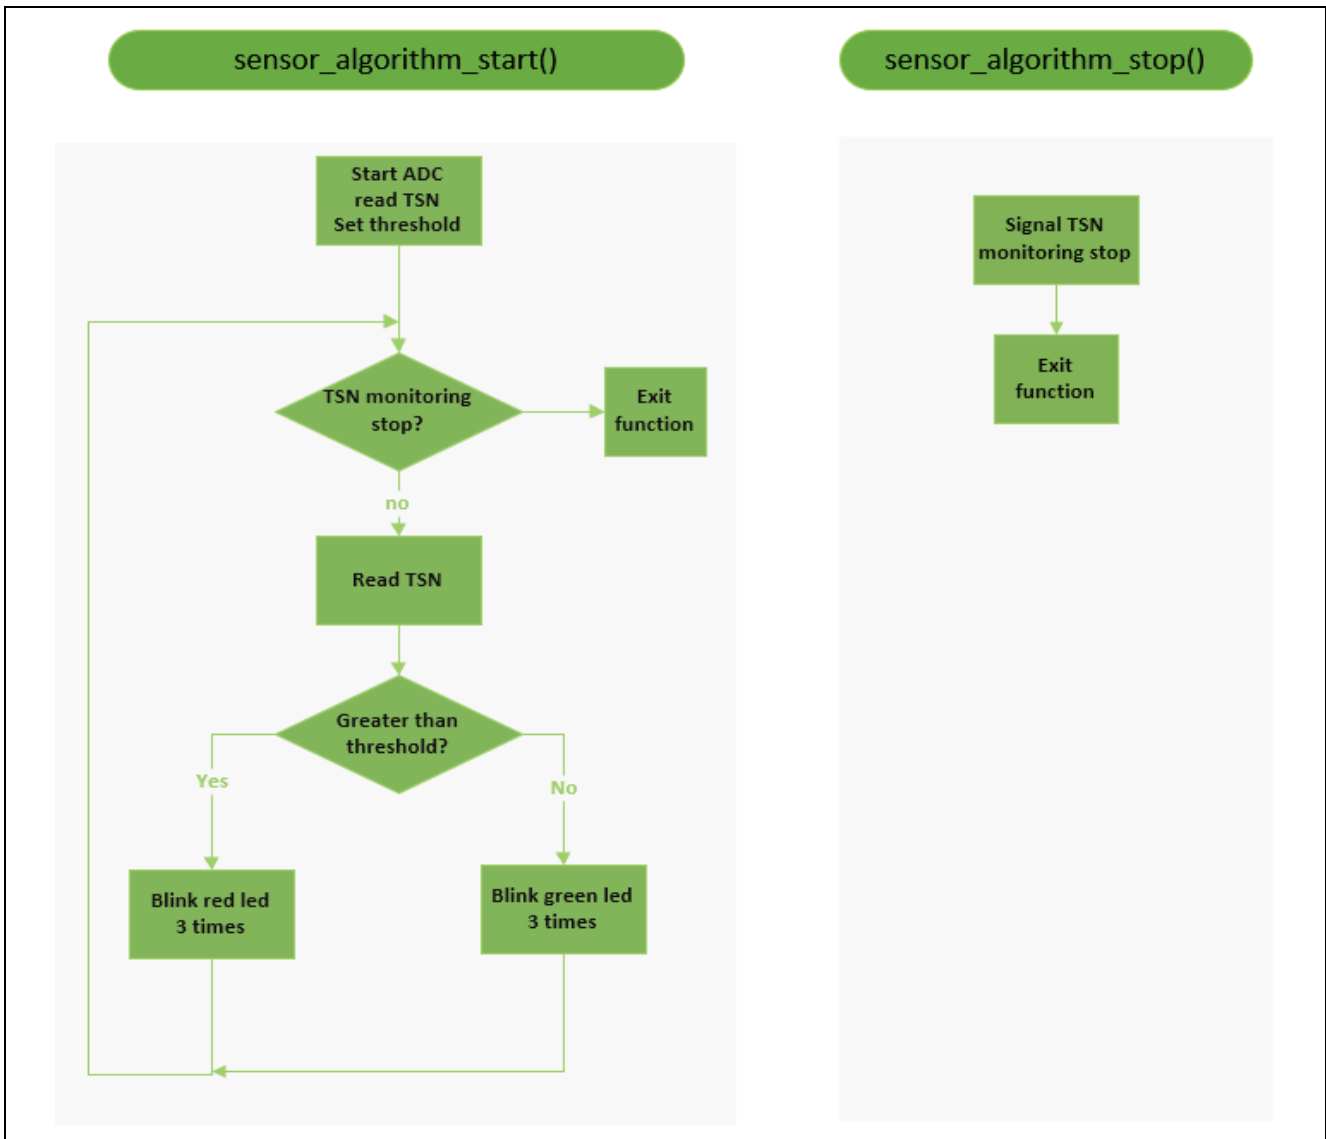 sensor_algorithm_start()
Start ADC
read TSN
Set threshold
TSN monitoring
stop?
Exit
function
no
Read TSN
Greater than
threshold?
Yes
No
Blink red led
3 times
Blink green led
3 times
sensor_algorithm_stop()
Signal TSN
monitoring stop
Exit
function